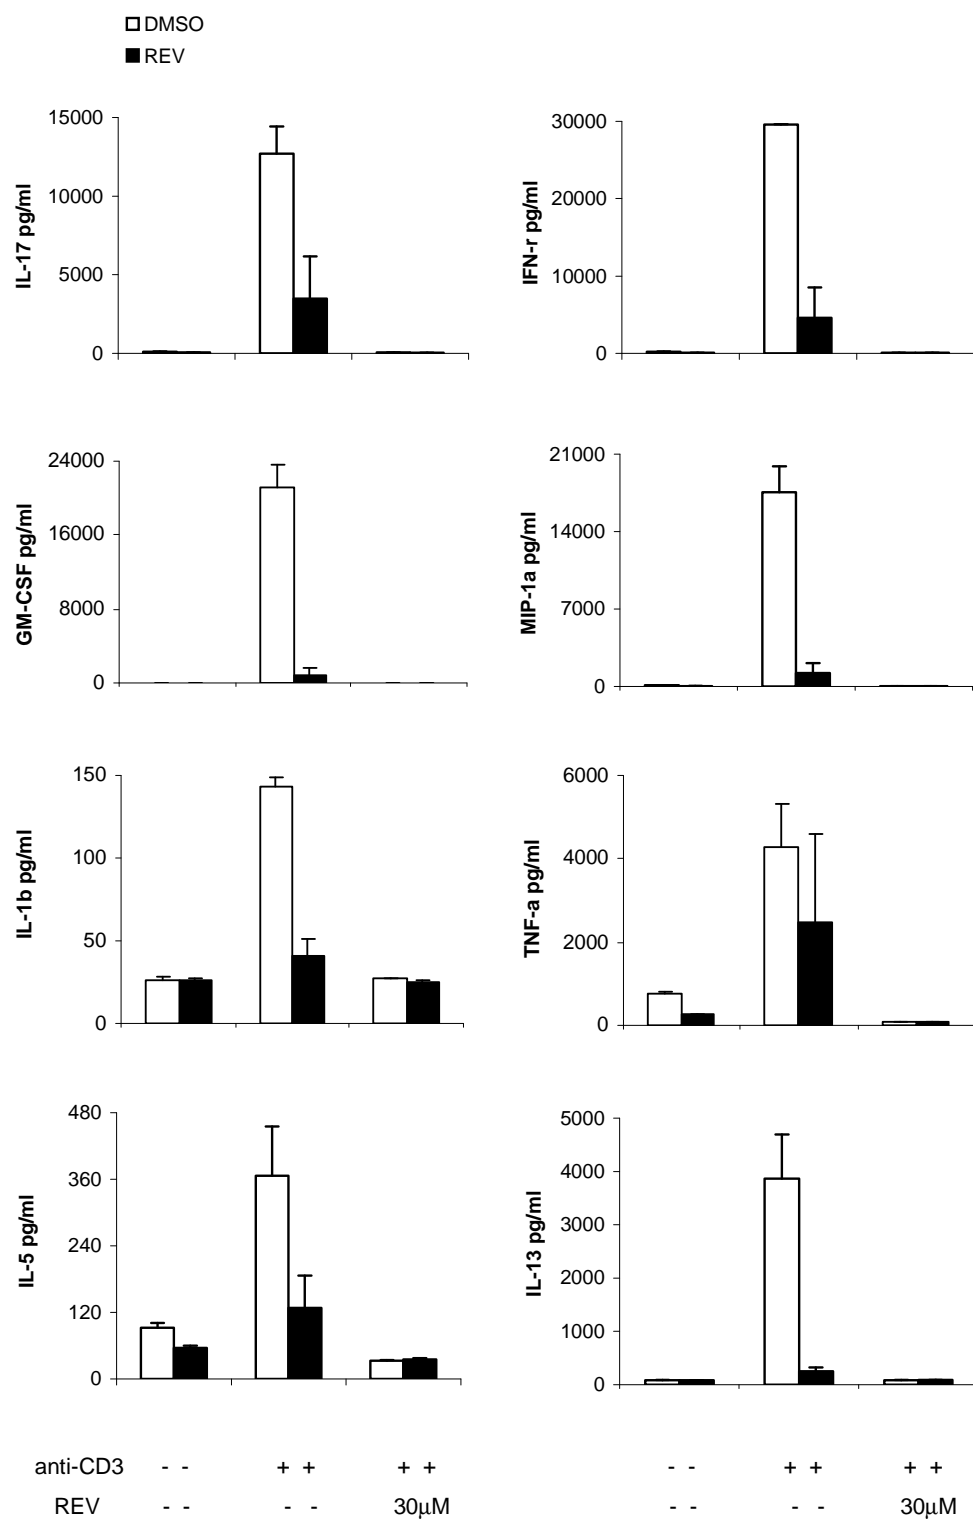 DMSO
REV
IL-17 pg/ml
15000
10000
5000
0
IFN-r pg/ml
30000
20000
10000
0
GM-CSF pg/ml
24000
16000
8000
0
MIP-1a pg/ml
21000
14000
7000
0
IL-1b pg/ml
150
100
50
0
TNF-a pg/ml
6000
4000
2000
0
IL-5 pg/ml
480
360
240
120
0
IL-13 pg/ml
5000
4000
3000
2000
1000
0
anti-CD3 - - + + + + - - + + + +
REV - - - - 30μM - - - - 30μM